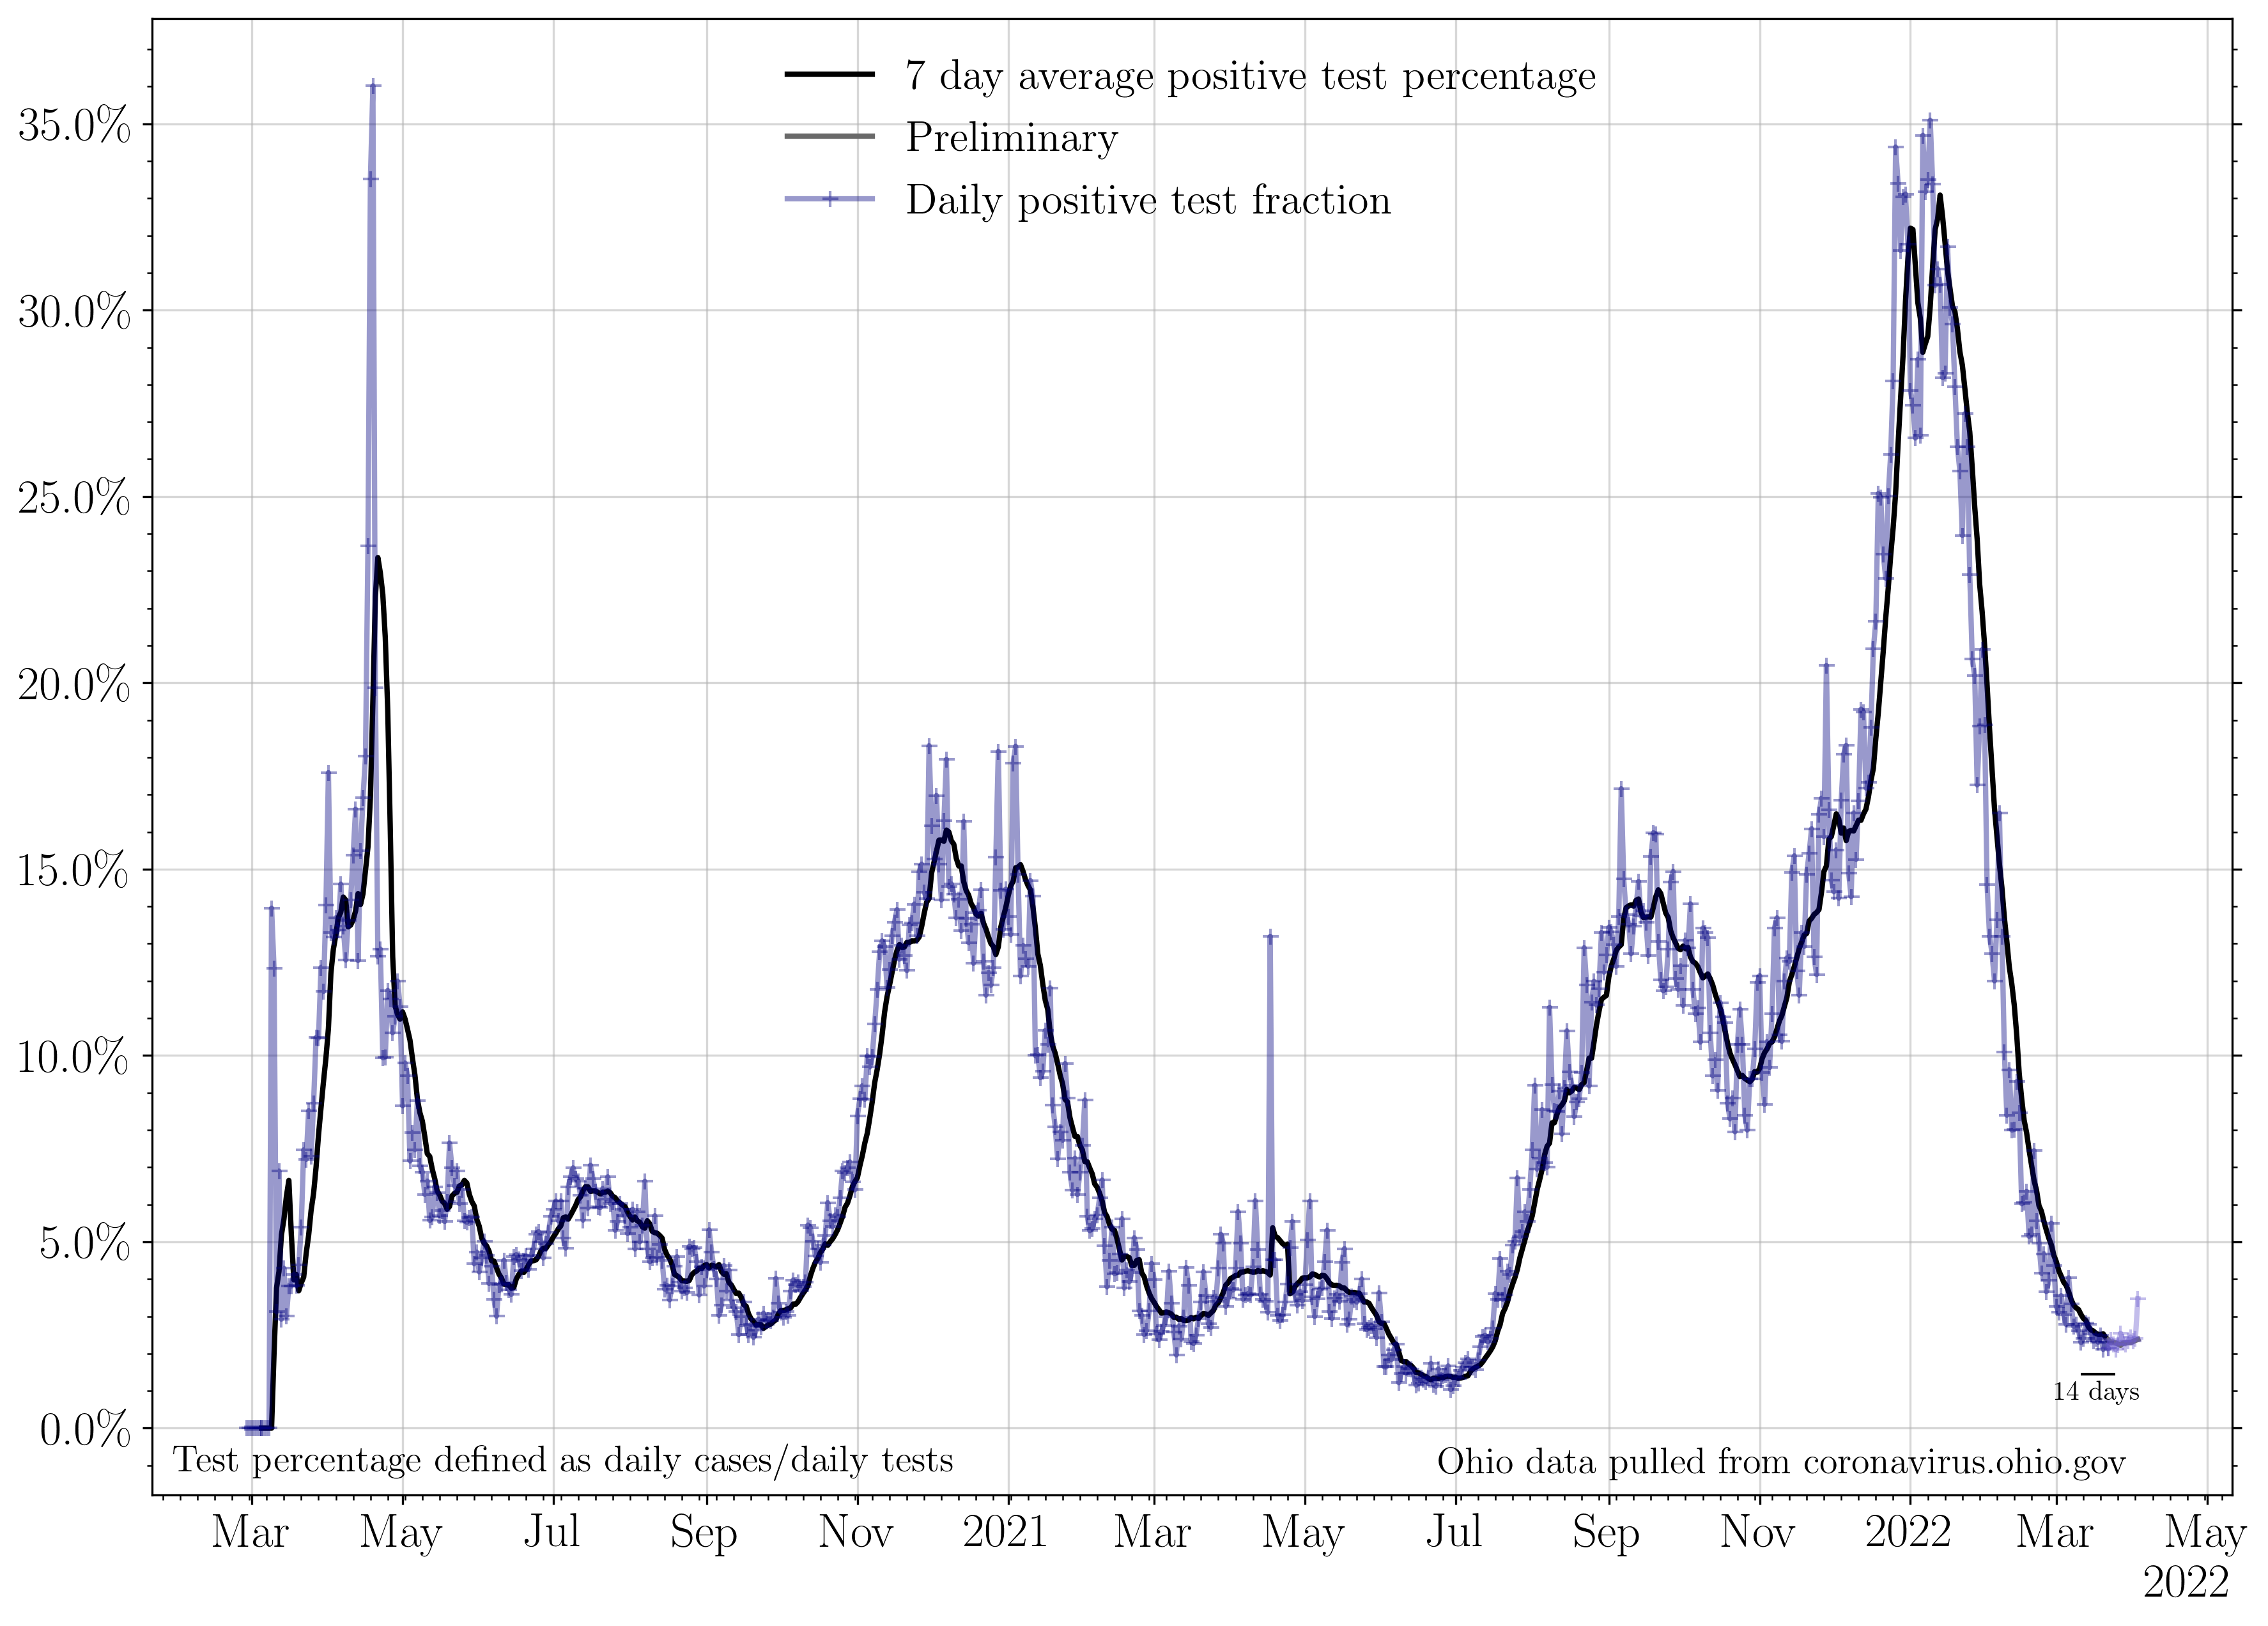 7 day average positive test percentage
Preliminary
Daily positive test fraction
35.0%
30.0%
25.0%
20.0%
15.0%
10.0%
5.0%
0.0%
14 days
Test percentage defined as daily cases/daily tests
Ohio data pulled from coronavirus.ohio.gov
Mar May Jul Sep Nov 2021 Mar May Jul Sep Nov 2022 Mar May
2022